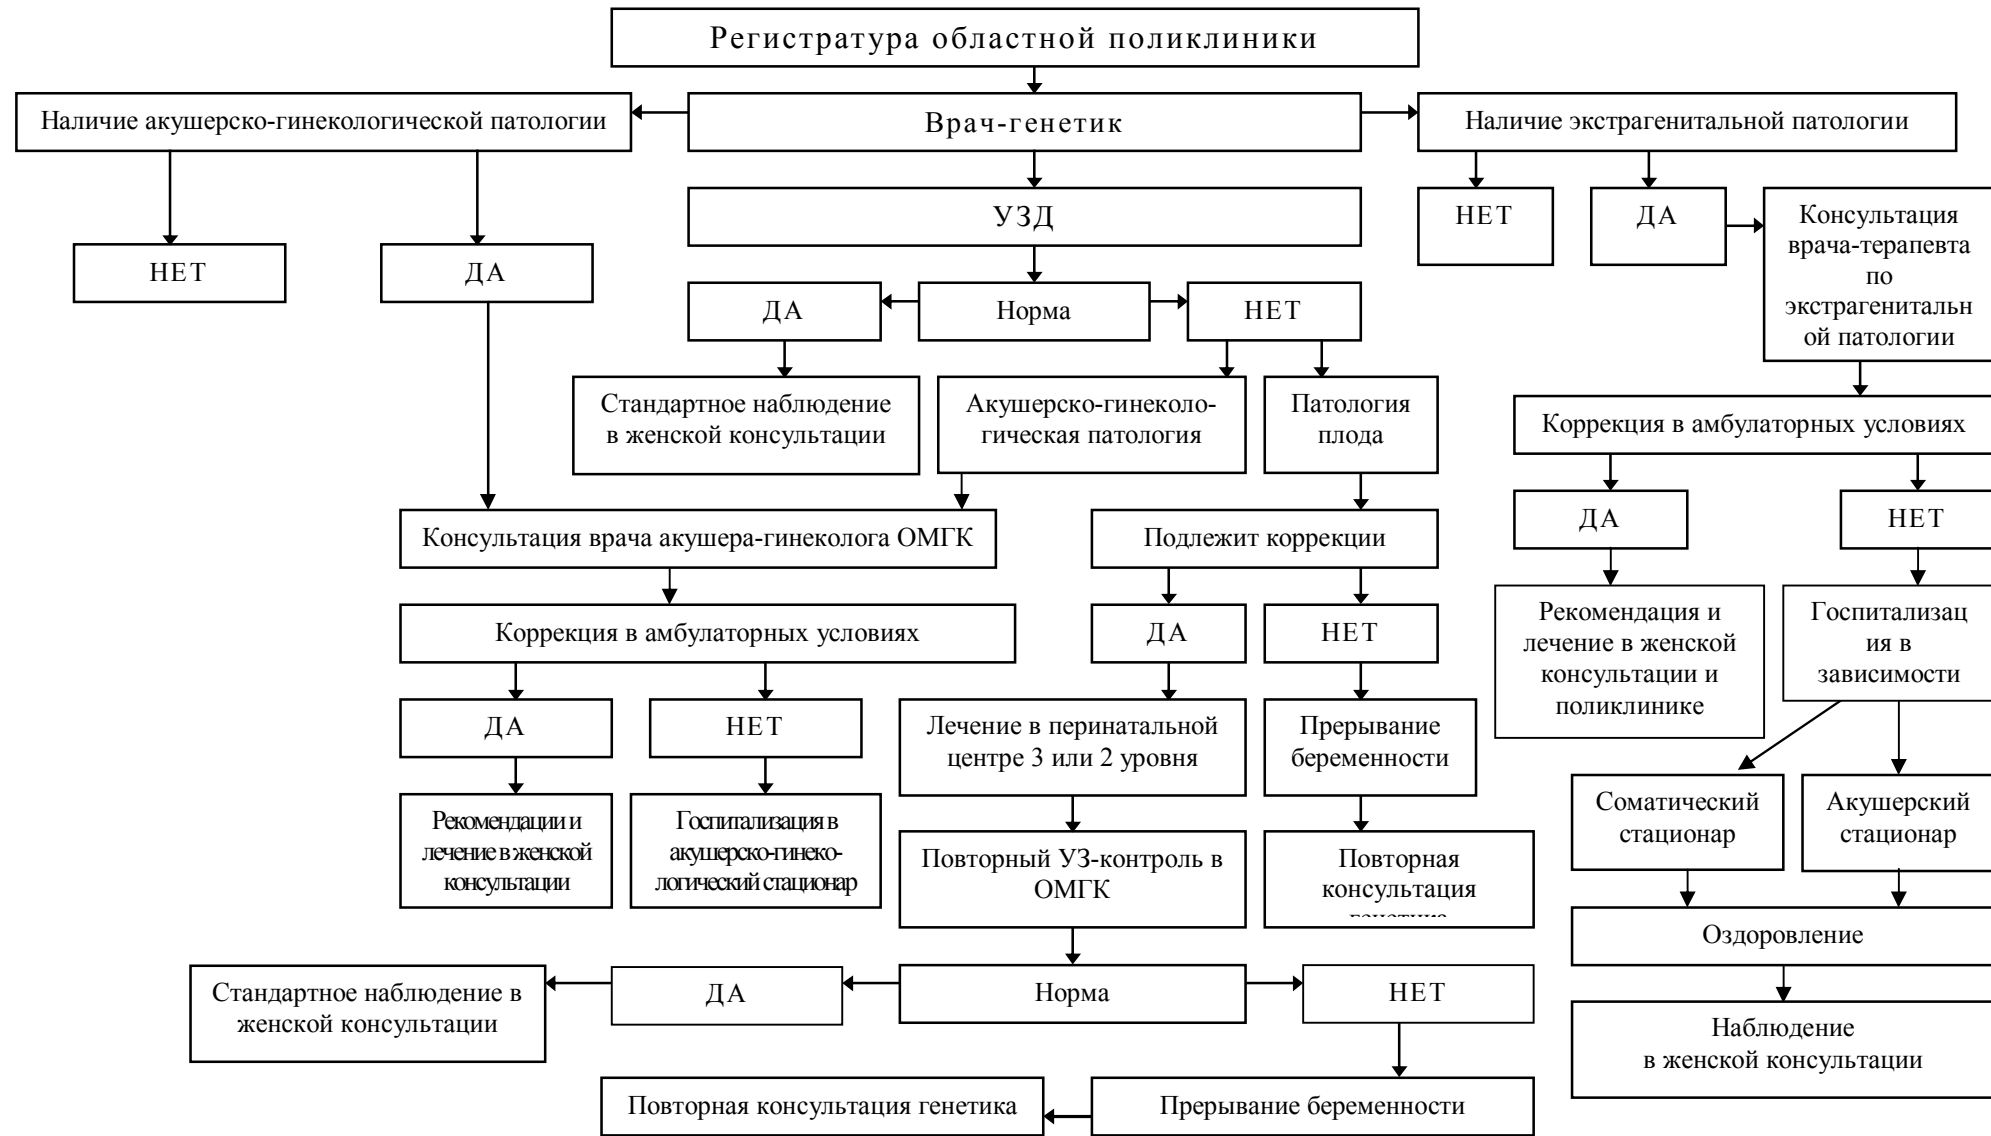 Регистратура областной поликлиники
Наличие акушерско-гинекологической патологии
Врач-генетик
Наличие экстрагенитальной патологии
НЕТ
ДА
УЗД
НЕТ
ДА
Консультация
врача-терапевта
по
экстрагенитальн
ой патологии
ДА
Норма
НЕТ
Стандартное наблюдение
в женской консультации
Акушерско-гинеколо-
гическая патология
Патология
плода
Коррекция в амбулаторных условиях
ДА
НЕТ
Консультация врача акушера-гинеколога ОМГК
Подлежит коррекции
Рекомендация и
лечение в женской
консультации и
поликлинике
Госпитализац
ия в
зависимости
Коррекция в амбулаторных условиях
ДА
НЕТ
ДА
НЕТ
Лечение в перинатальной
центре 3 или 2 уровня
Прерывание
беременности
Соматический
стационар
Акушерский
стационар
Рекомендации и
лечение в женской
консультации
Госпитализация в
акушерско-гинеко-
логический стационар
Повторный УЗ-контроль в
ОМГК
Повторная
консультация
генетика
Оздоровление
Стандартное наблюдение в
женской консультации
ДА
Норма
НЕТ
Наблюдение
в женской консультации
Повторная консультация генетика
Прерывание беременности